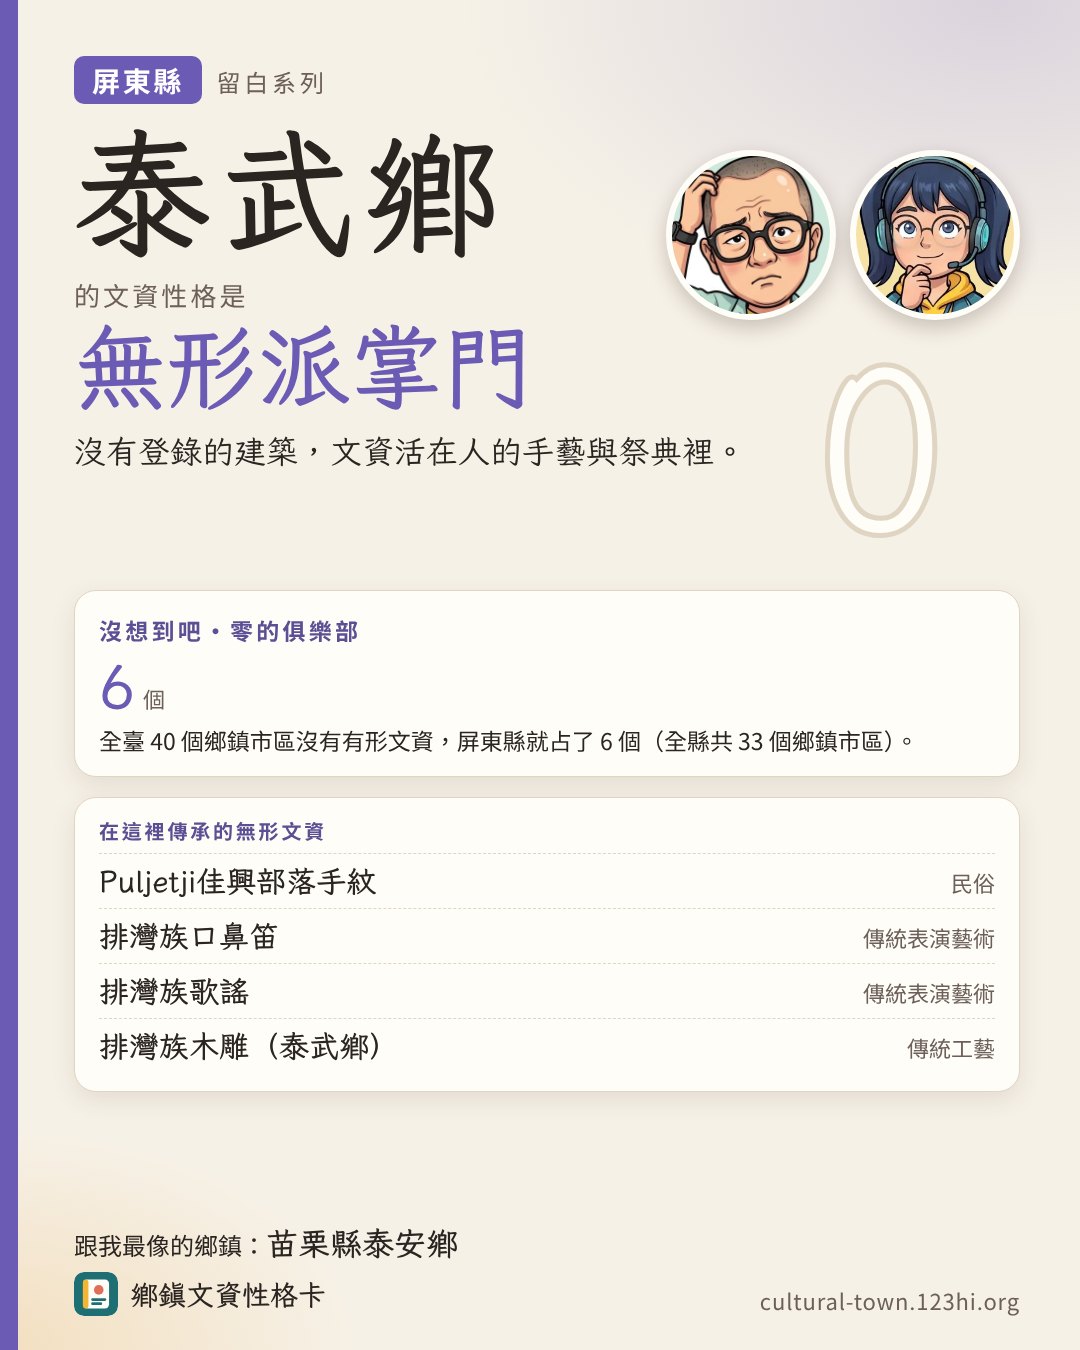 屏東縣 留白系列
泰武鄉
的文資性格是
無形派掌門
沒有登錄的建築，文資活在人的手藝與祭典裡。
0
沒想到吧・零的俱樂部
6 個
全臺 40 個鄉鎮市區沒有有形文資，屏東縣就占了 6 個（全縣共 33 個鄉鎮市區）。
在這裡傳承的無形文資
Puljetji佳興部落手紋 民俗
排灣族口鼻笛 傳統表演藝術
排灣族歌謠 傳統表演藝術
排灣族木雕（泰武鄉） 傳統工藝
跟我最像的鄉鎮：苗栗縣泰安鄉
鄉鎮文資性格卡
cultural-town.123hi.org